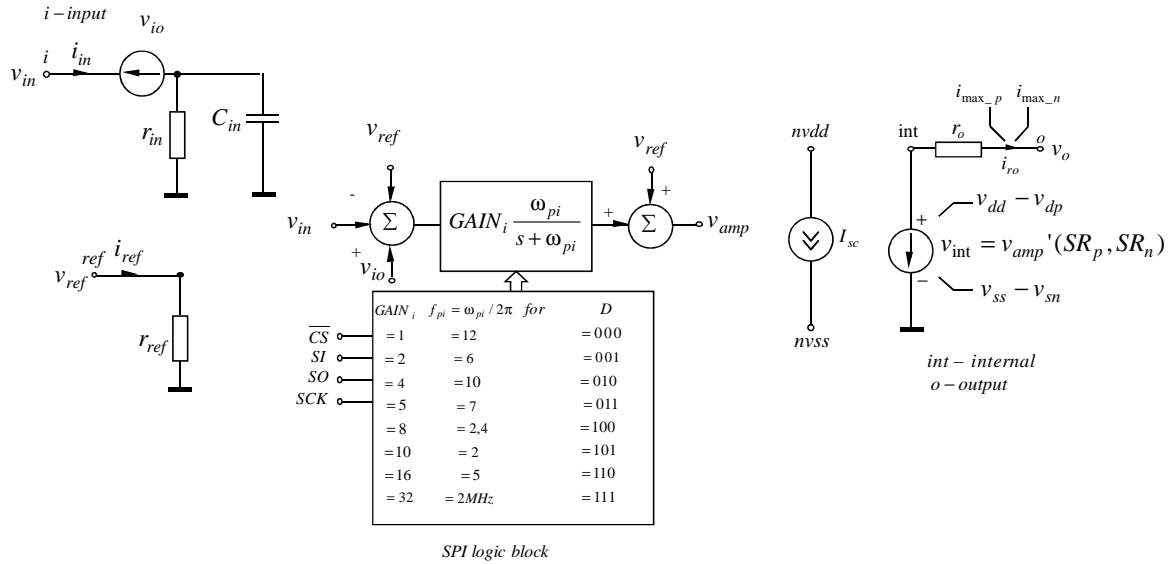 i – input
v_io
v_in
i
i_in
r_in
C_in
v_ref
ref
i_ref
r_ref
v_ref
-
v_in
Σ
+
v_io
GAIN_i ω_pi / (s + ω_pi)
+
v_ref
+
Σ
v_amp
GAIN_i f_pi = ω_pi / 2π for D
=1 =12 =000
=2 =6 =001
=4 =10 =010
=5 =7 =011
=8 =2,4 =100
=10 =2 =101
=16 =5 =110
=32 =2MHz =111
C̅S̅
SI
SO
SCK
SPI logic block
nvdd
I_sc
nvss
i_max_p
i_max_n
int
r_o
i_ro
o
v_o
+
v_dd – v_dp
v_int = v_amp'(SR_p, SR_n)
–
v_ss – v_sn
int – internal
o – output